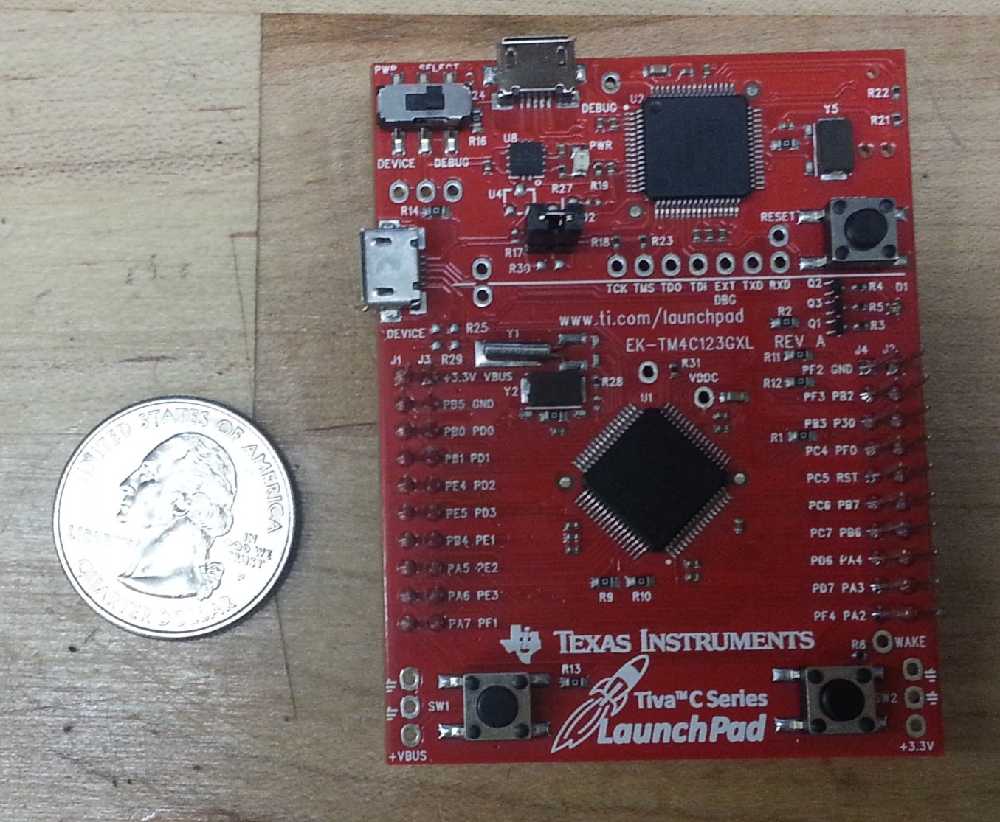 PWR SELECT
DEVICE DEBUG
R16
U8
PWR
DEBUG
U2
Y5
R22
R21
R19
R27
U4
R14
R17
R18
R23
R30
RESET
TCK TMS TDO TDI EXT TXD RXD
DBG
Q2 R4 D1
Q3 R5
Q1 R3
R2
www.ti.com/launchpad
EK-TM4C123GXL REV A
DEVICE
R25
R29
Y1
Y2
R28
R31
VDDC
R11
R12
R1
U1
J1 J3
+3.3V VBUS
PB5 GND
PB0 PD0
PB1 PD1
PE4 PD2
PE5 PD3
PB4 PE1
PA5 PE2
PA6 PE3
PA7 PF1
J4 J2
PF2 GND
PF3 PB2
PB3 P30
PC4 PF0
PC5 RST
PC6 PB7
PC7 PB6
PD6 PA4
PD7 PA3
PF4 PA2
R9 R10
TEXAS INSTRUMENTS
R8
WAKE
R13
SW1
SW2
Tiva™ C Series
LaunchPad
+VBUS
+3.3V
UNITED STATES OF AMERICA
LIBERTY
IN
GOD WE
TRUST
P
QUARTER DOLLAR